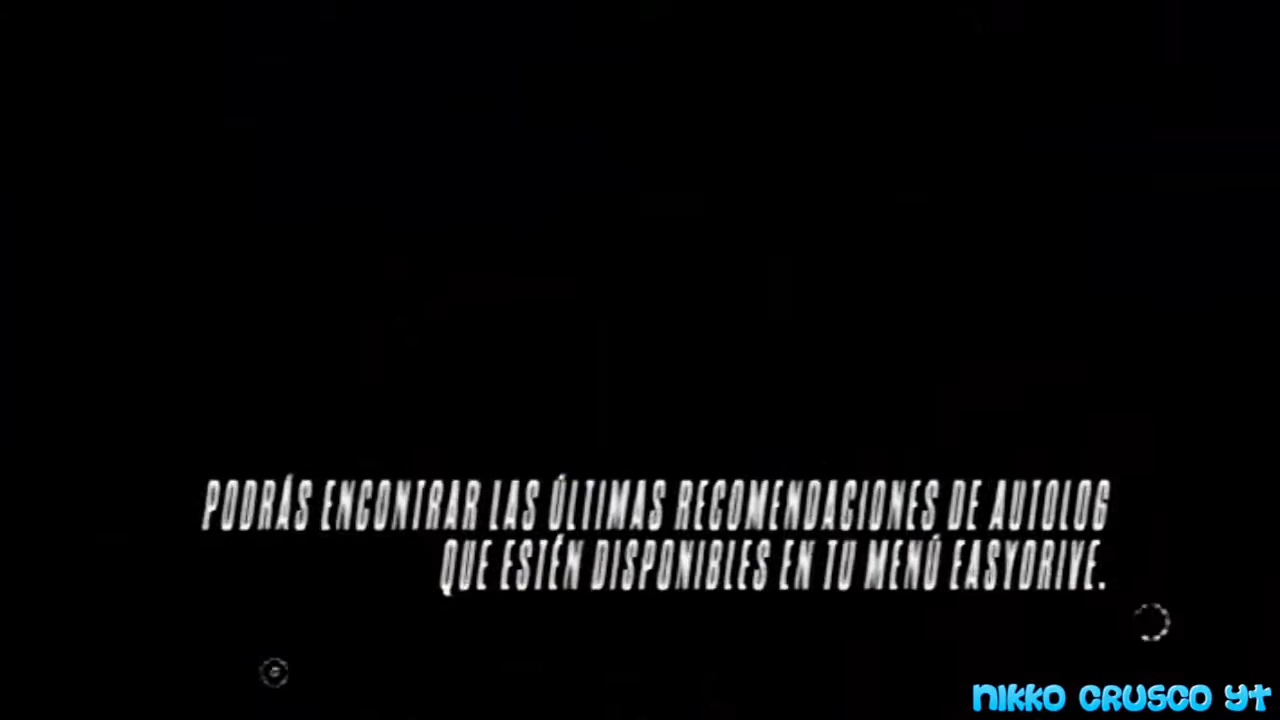 PODRÁS ENCONTRAR LAS ÚLTIMAS RECOMENDACIONES DE AUTOLOG
QUE ESTÉN DISPONIBLES EN TU MENÚ EASYDRIVE.
NIKKO CRUSCO YT